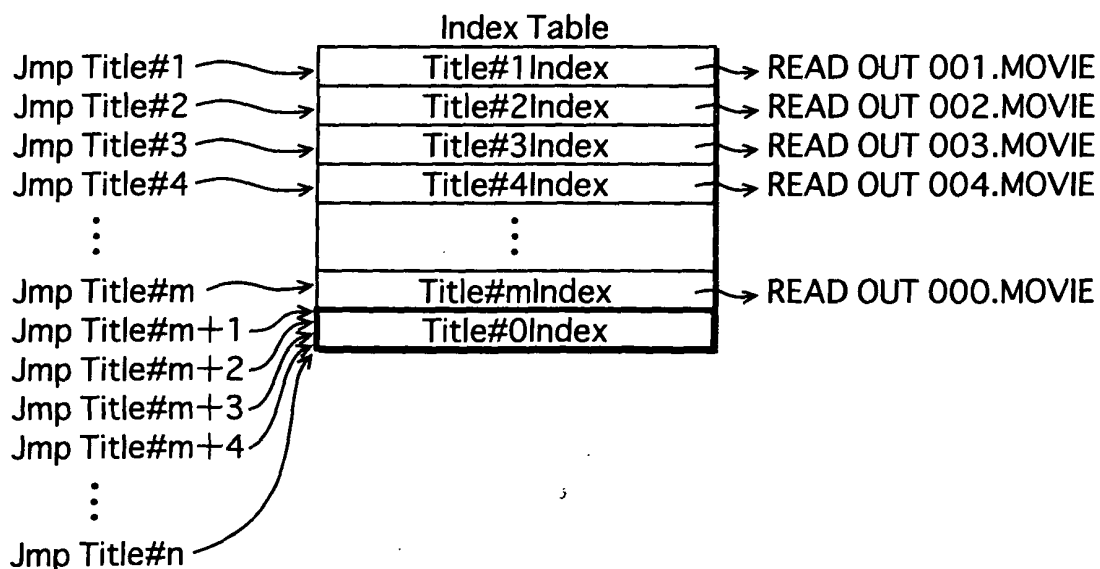 Index Table
Jmp Title#1 Title#1Index READ OUT 001.MOVIE
Jmp Title#2 Title#2Index READ OUT 002.MOVIE
Jmp Title#3 Title#3Index READ OUT 003.MOVIE
Jmp Title#4 Title#4Index READ OUT 004.MOVIE
Jmp Title#m Title#mIndex READ OUT 000.MOVIE
Jmp Title#m+1 Title#0Index
Jmp Title#m+2
Jmp Title#m+3
Jmp Title#m+4
Jmp Title#n